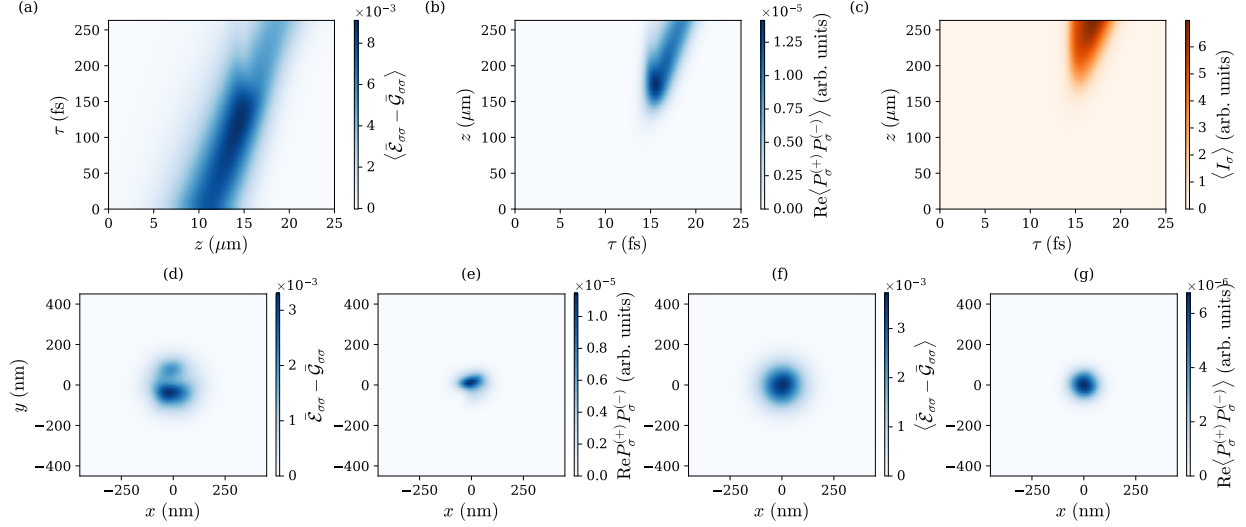 (a)
×10⁻³
250
200
150
100
50
0
0 5 10 15 20 25
τ (fs)
z (μm)
8
6
4
2
0
⟨ℰ̄σσ − 𝒢̄σσ⟩
(b)
×10⁻⁵
250
200
150
100
50
0
0 5 10 15 20 25
z (μm)
τ (fs)
1.25
1.00
0.75
0.50
0.25
0.00
Re⟨Pσ⁽⁺⁾Pσ⁽⁻⁾⟩ (arb. units)
(c)
250
200
150
100
50
0
0 5 10 15 20 25
z (μm)
τ (fs)
6
5
4
3
2
1
0
⟨Iσ⟩ (arb. units)
(d)
×10⁻³
400
200
0
−200
−400
−250 0 250
y (nm)
x (nm)
3
2
1
0
ℰ̄σσ − 𝒢̄σσ
(e)
×10⁻⁵
400
200
0
−200
−400
−250 0 250
x (nm)
1.0
0.8
0.6
0.4
0.2
0.0
RePσ⁽⁺⁾Pσ⁽⁻⁾ (arb. units)
(f)
×10⁻³
400
200
0
−200
−400
−250 0 250
x (nm)
3
2
1
0
⟨ℰ̄σσ − 𝒢̄σσ⟩
(g)
×10⁻⁶
400
200
0
−200
−400
−250 0 250
x (nm)
6
5
4
3
2
1
0
Re⟨Pσ⁽⁺⁾Pσ⁽⁻⁾⟩ (arb. units)